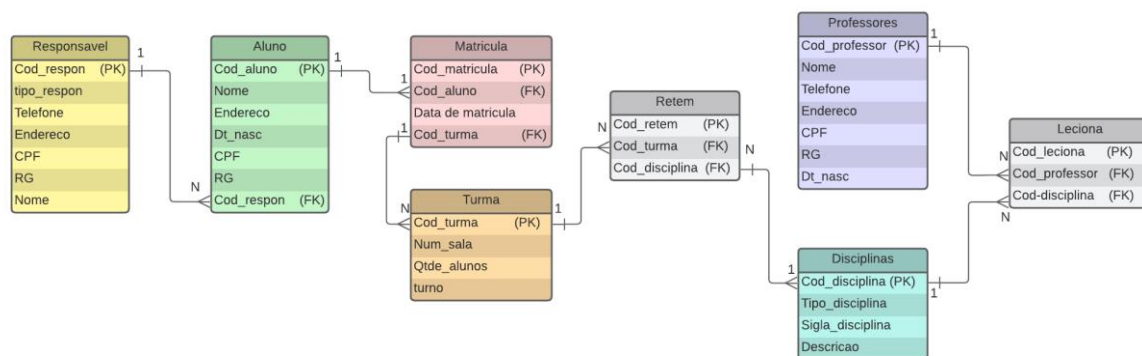 Responsavel
Cod_respon (PK)
tipo_respon
Telefone
Endereco
CPF
RG
Nome
1
N
Aluno
Cod_aluno (PK)
Nome
Endereco
Dt_nasc
CPF
RG
Cod_respon (FK)
1
1
1
N
Matricula
Cod_matricula (PK)
Cod_aluno (FK)
Data de matricula
Cod_turma (FK)
Turma
Cod_turma (PK)
Num_sala
Qtde_alunos
turno
1
N
Retem
Cod_retem (PK)
Cod_turma (FK)
Cod_disciplina (FK)
N
1
Professores
Cod_professor (PK)
Nome
Telefone
Endereco
CPF
RG
Dt_nasc
1
Disciplinas
Cod_disciplina (PK)
Tipo_disciplina
Sigla_disciplina
Descricao
1
N
N
Leciona
Cod_leciona (PK)
Cod_professor (FK)
Cod-disciplina (FK)